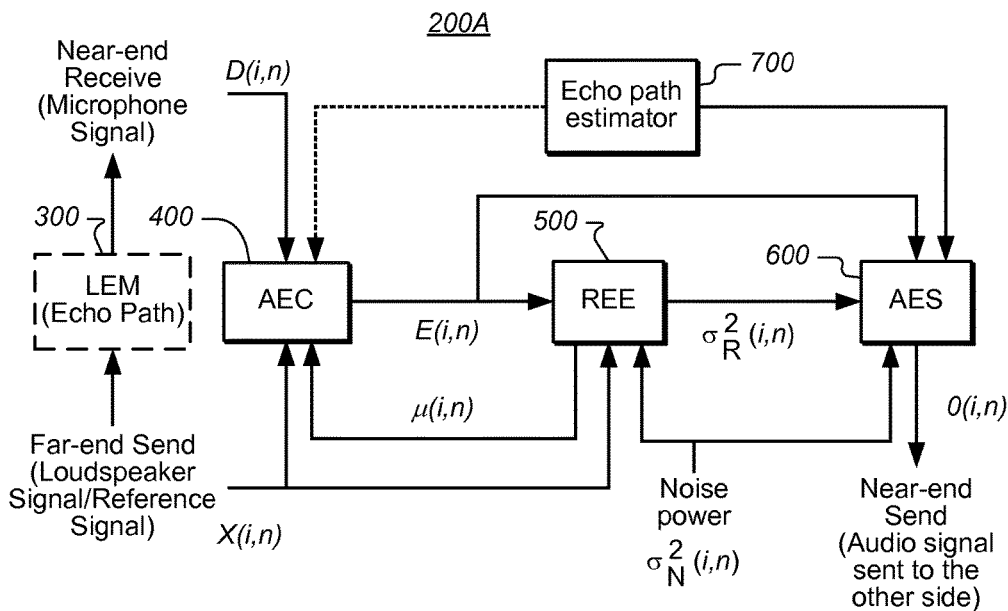 200A
Near-end
Receive
(Microphone
Signal)
D(i,n)
700
Echo path
estimator
300
400
500
600
LEM
(Echo Path)
AEC
REE
AES
E(i,n)
σ²R (i,n)
μ(i,n)
0(i,n)
Far-end Send
(Loudspeaker
Signal/Reference
Signal)
X(i,n)
Noise
power
σ²N (i,n)
Near-end
Send
(Audio signal
sent to the
other side)